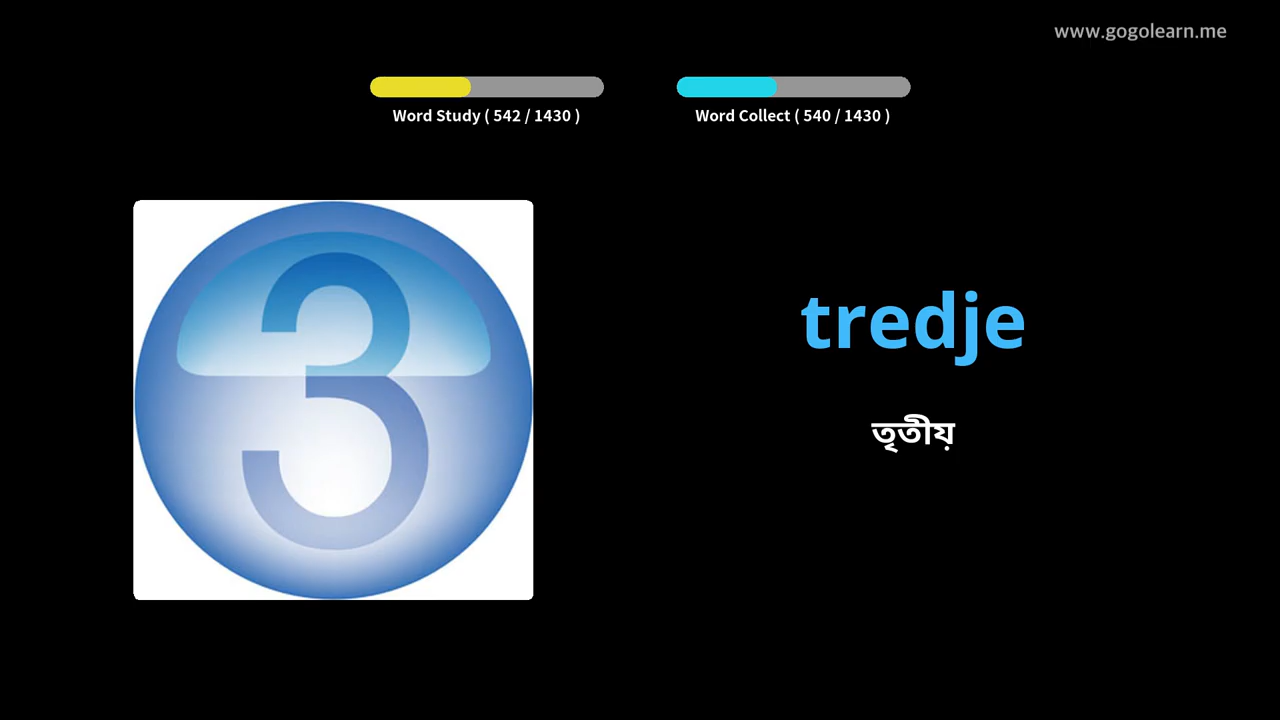 www.gogolearn.me
Word Study ( 542 / 1430 )
Word Collect ( 540 / 1430 )
3
tredje
তৃতীয়